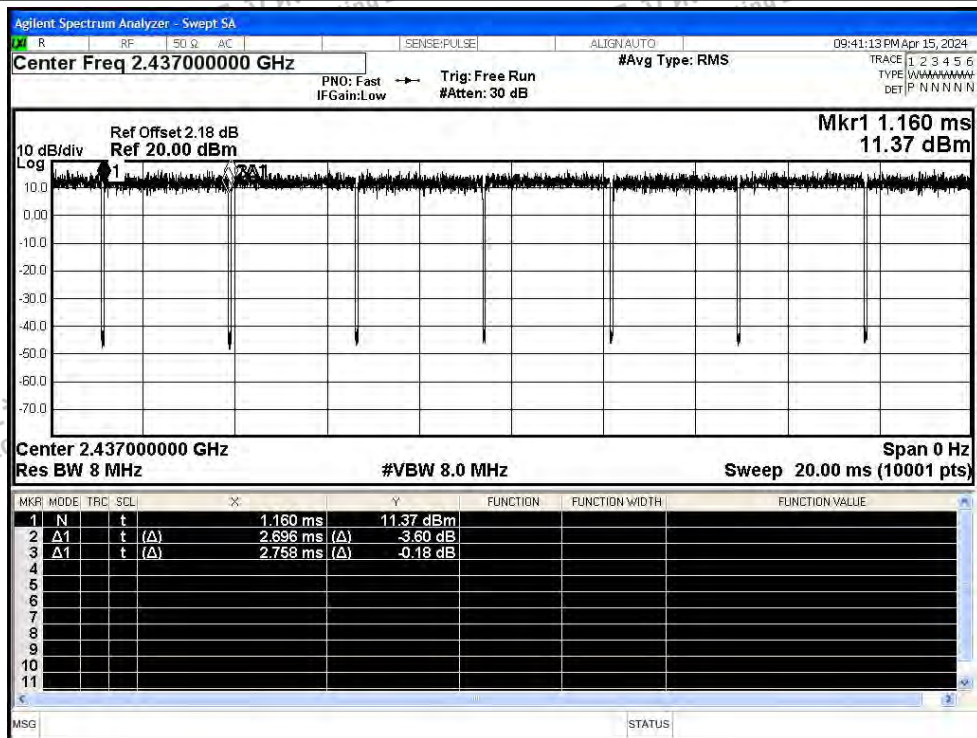 Agilent Spectrum Analyzer - Swept SA
R RF 50 Ω AC SENSE:PULSE ALIGN AUTO 09:41:13 PM Apr 15, 2024
Center Freq 2.437000000 GHz #Avg Type: RMS TRACE 1 2 3 4 5 6
PNO: Fast Trig: Free Run TYPE WWWWWW
IFGain:Low #Atten: 30 dB DET P N N N N N
Mkr1 1.160 ms
Ref Offset 2.18 dB
10 dB/div Ref 20.00 dBm 11.37 dBm
Log
1
10.0
0.00
-10.0
-20.0
-30.0
-40.0
-50.0
-60.0
-70.0
Center 2.437000000 GHz Span 0 Hz
Res BW 8 MHz #VBW 8.0 MHz Sweep 20.00 ms (10001 pts)
MKR MODE TRC SCL X Y FUNCTION FUNCTION WIDTH FUNCTION VALUE
1 N t 1.160 ms 11.37 dBm
2 Δ1 t (Δ) 2.696 ms (Δ) -3.60 dB
3 Δ1 t (Δ) 2.758 ms (Δ) -0.18 dB
4
5
6
7
8
9
10
11
MSG STATUS